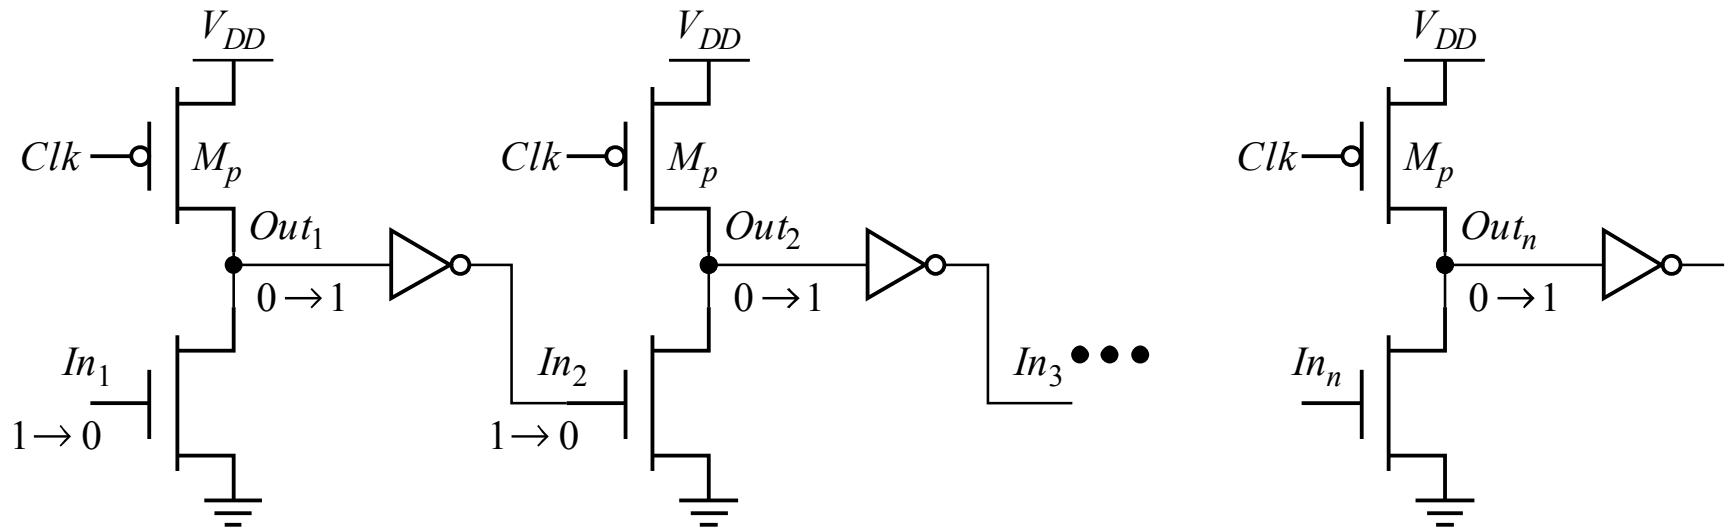 V_DD V_DD V_DD
Clk M_p Clk M_p Clk M_p
Out_1 Out_2 Out_n
0→1 0→1 0→1
In_1 In_2 In_3 ••• In_n
1→0 1→0